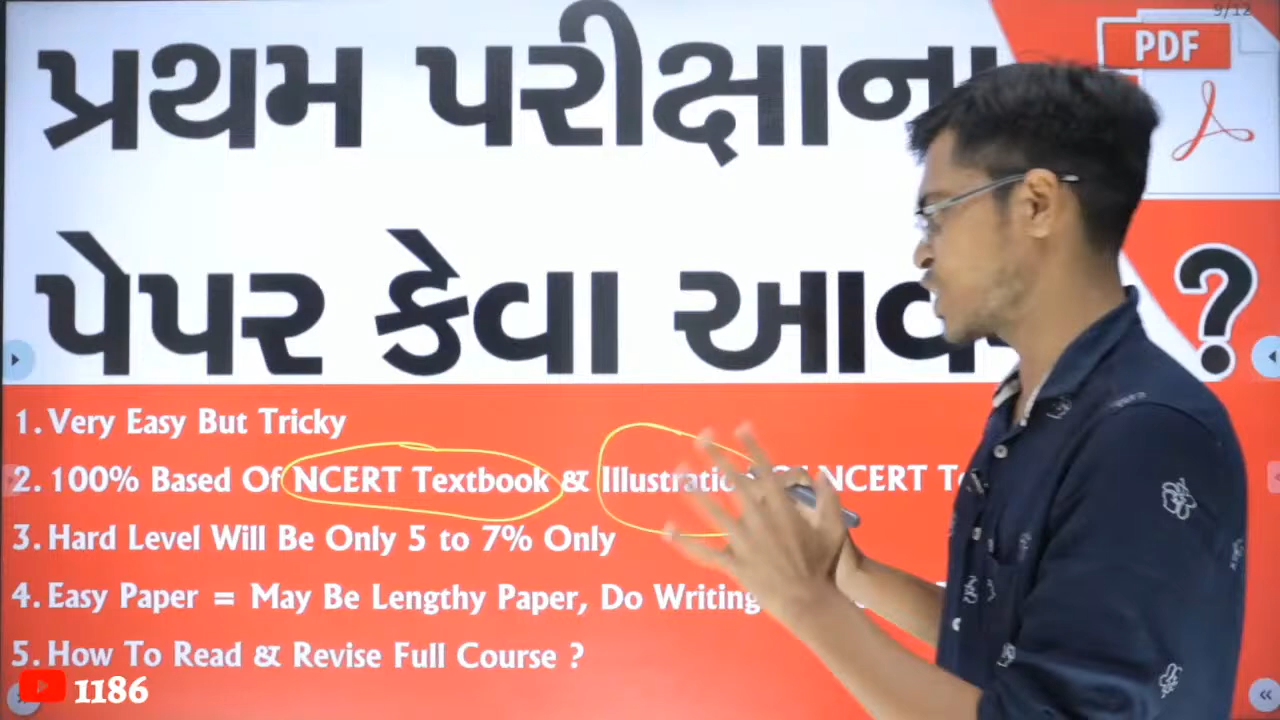 9/12
પ્રથમ પરીક્ષાના
PDF
પેપર કેવા
?
1. Very Easy But Tricky
2. 100% Based Of NCERT Textbook & NCERT
3. Hard Level Will Be Only 5 to 7% Only
4. Easy Paper = May Be Lengthy Paper, Do Writing
5. How To Read & Revise Full Course ?
1186